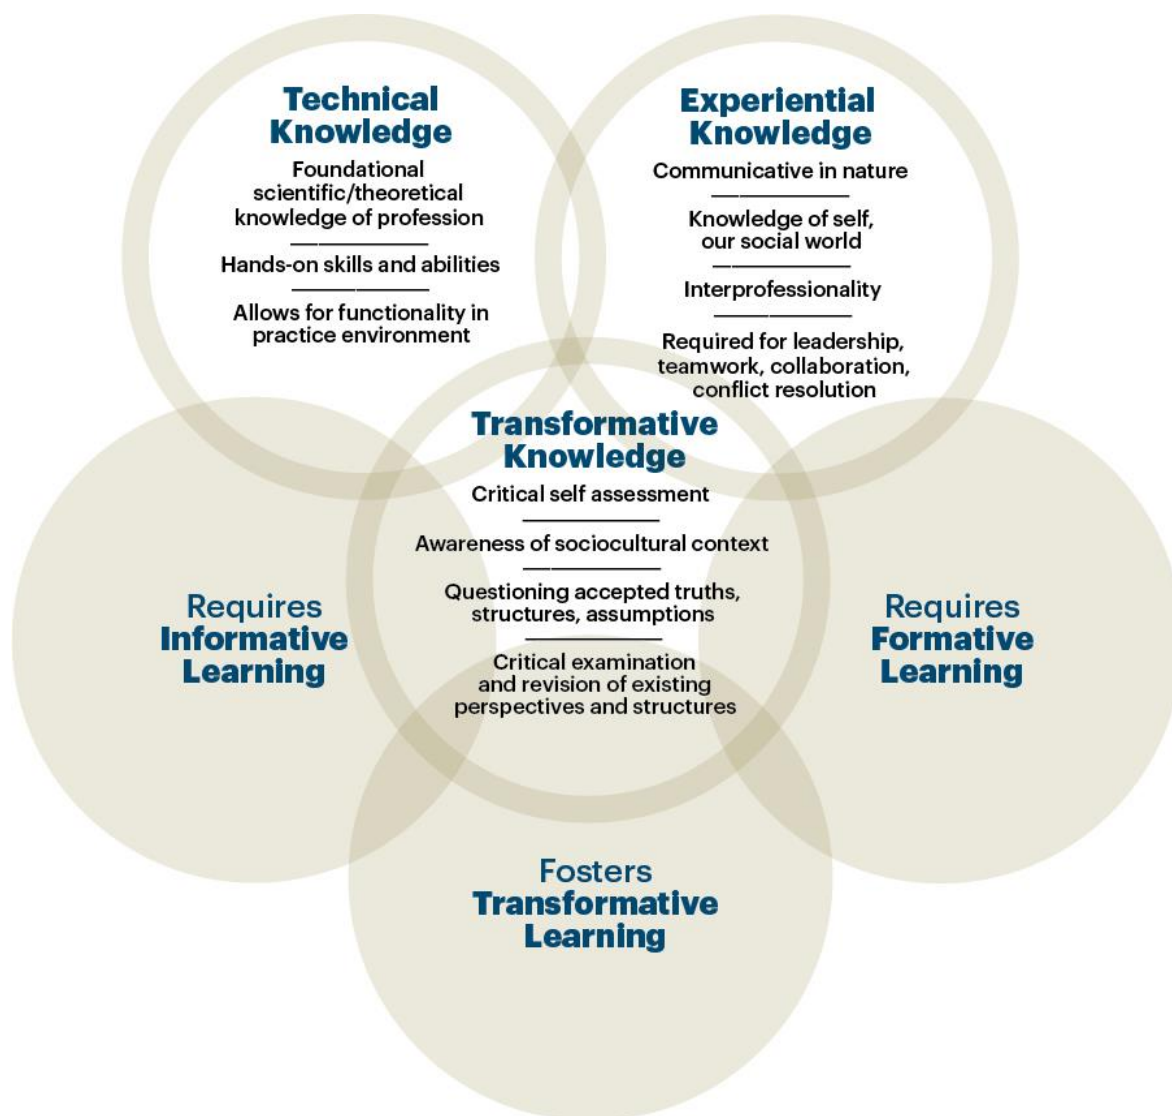 Technical
Knowledge
Foundational
scientific/theoretical
knowledge of profession
Hands-on skills and abilities
Allows for functionality in
practice environment
Experiential
Knowledge
Communicative in nature
Knowledge of self,
our social world
Interprofessionality
Required for leadership,
teamwork, collaboration,
conflict resolution
Transformative
Knowledge
Critical self assessment
Awareness of sociocultural context
Questioning accepted truths,
structures, assumptions
Critical examination
and revision of existing
perspectives and structures
Requires
Informative
Learning
Requires
Formative
Learning
Fosters
Transformative
Learning